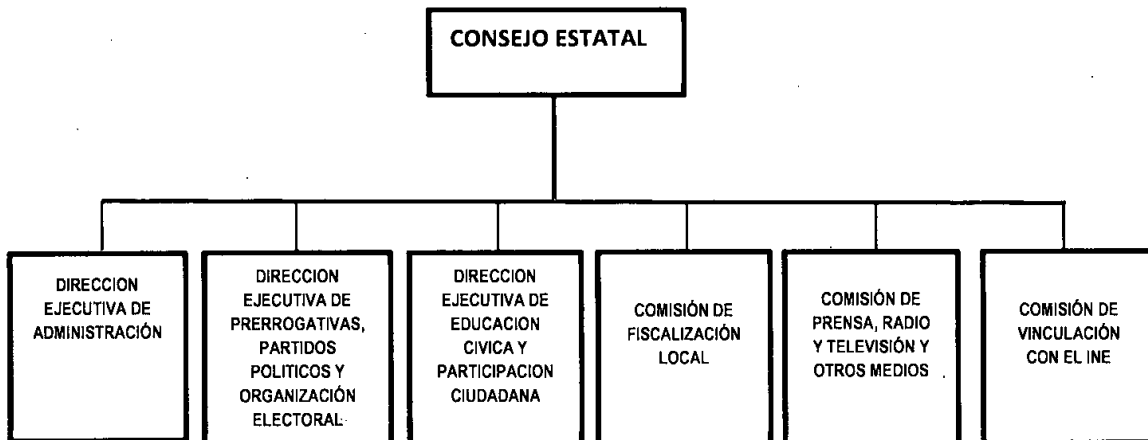 CONSEJO ESTATAL
DIRECCION
EJECUTIVA DE
ADMINISTRACIÓN
DIRECCION
EJECUTIVA DE
PRERROGATIVAS,
PARTIDOS
POLITICOS Y
ORGANIZACIÓN
ELECTORAL
DIRECCION
EJECUTIVA DE
EDUCACION
CIVICA Y
PARTICIPACION
CIUDADANA
COMISIÓN DE
FISCALIZACIÓN
LOCAL
COMISIÓN DE
PRENSA, RADIO
Y TELEVISIÓN Y
OTROS MEDIOS
COMISIÓN DE
VINCULACIÓN
CON EL INE